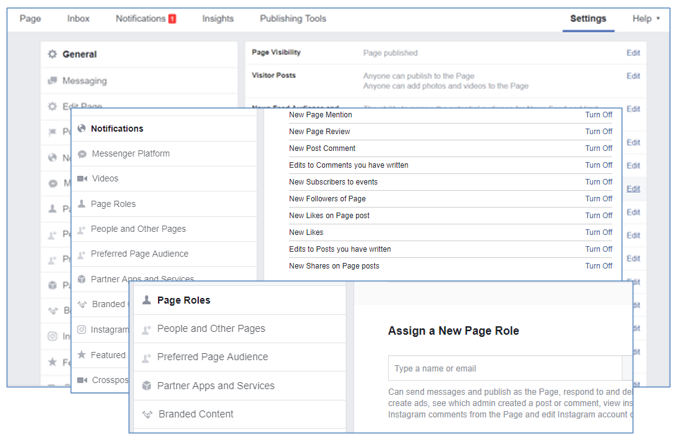 Page Inbox Notifications 1 Insights Publishing Tools Settings Help
General
Messaging
Edit Page
Page Visibility Page published Edit
Visitor Posts Anyone can publish to the Page Edit
Anyone can add photos and videos to the Page
Edit
Edit
Edit
Edit
Edit
Edit
Edit
Edit
Edit
Edit
Edit
Edit
Notifications
Messenger Platform
Videos
Page Roles
People and Other Pages
Preferred Page Audience
Partner Apps and Services
Branded
Instagram
Featured
Crosspos
New Page Mention Turn Off
New Page Review Turn Off
New Post Comment Turn Off
Edits to Comments you have written Turn Off
New Subscribers to events Turn Off
New Followers of Page Turn Off
New Likes on Page post Turn Off
New Likes Turn Off
Edits to Posts you have written Turn Off
New Shares on Page posts Turn Off
Page Roles
People and Other Pages
Preferred Page Audience
Partner Apps and Services
Branded Content
Assign a New Page Role
Type a name or email
Can send messages and publish as the Page, respond to and de
create ads, see which admin created a post or comment, view ins
Instagram comments from the Page and edit Instagram account